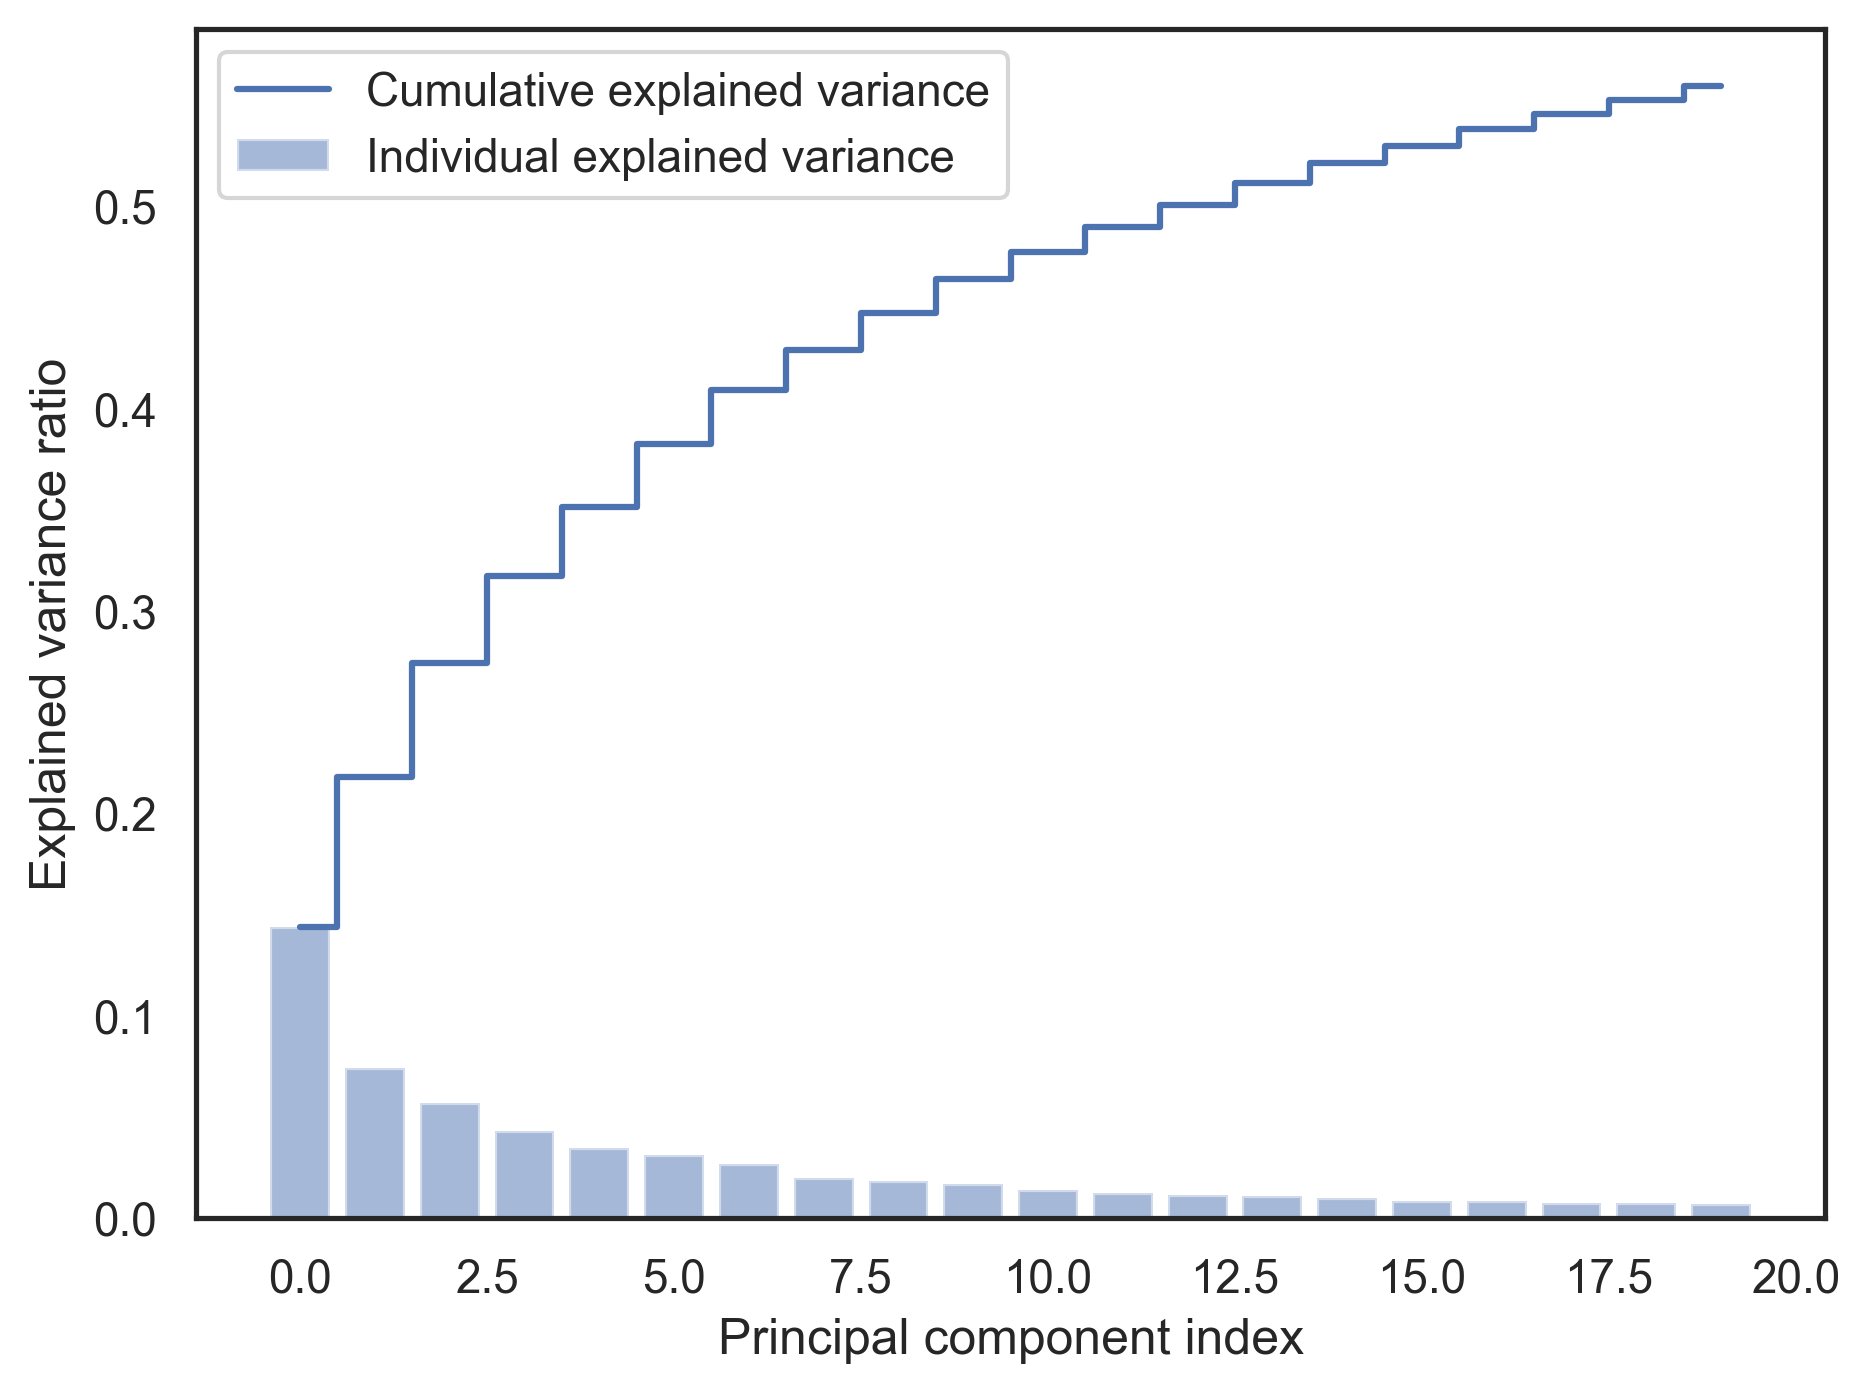 Cumulative explained variance
Individual explained variance
Explained variance ratio
0.5
0.4
0.3
0.2
0.1
0.0
0.0 2.5 5.0 7.5 10.0 12.5 15.0 17.5 20.0
Principal component index